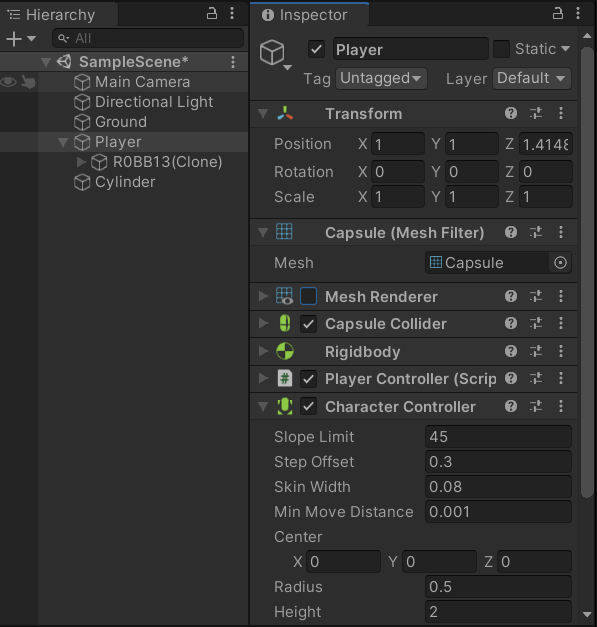 Hierarchy
All
SampleScene*
Main Camera
Directional Light
Ground
Player
R0BB13(Clone)
Cylinder
Inspector
Player Static
Tag Untagged Layer Default
Transform
Position X 1 Y 1 Z 1.4148
Rotation X 0 Y 0 Z 0
Scale X 1 Y 1 Z 1
Capsule (Mesh Filter)
Mesh Capsule
Mesh Renderer
Capsule Collider
Rigidbody
# Player Controller (Scrip
Character Controller
Slope Limit 45
Step Offset 0.3
Skin Width 0.08
Min Move Distance 0.001
Center
X 0 Y 0 Z 0
Radius 0.5
Height 2